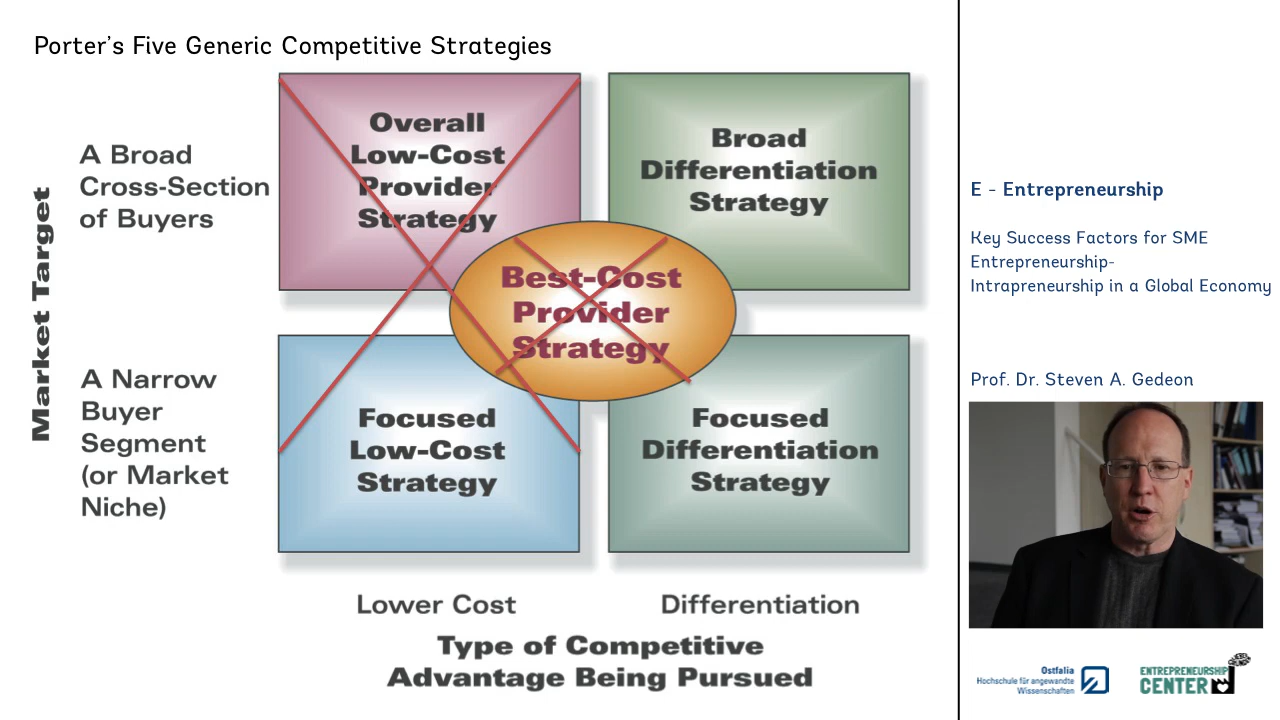 Porter's Five Generic Competitive Strategies
Market Target
A Broad
Cross-Section
of Buyers
Overall
Low-Cost
Provider
Strategy
Broad
Differentiation
Strategy
Best-Cost
Provider
Strategy
A Narrow
Buyer
Segment
(or Market
Niche)
Focused
Low-Cost
Strategy
Focused
Differentiation
Strategy
Lower Cost
Differentiation
Type of Competitive
Advantage Being Pursued
E - Entrepreneurship
Key Success Factors for SME
Entrepreneurship-
Intrapreneurship in a Global Economy
Prof. Dr. Steven A. Gedeon
Ostfalia
Hochschule für angewandte
Wissenschaften
ENTREPRENEURSHIP
CENTER